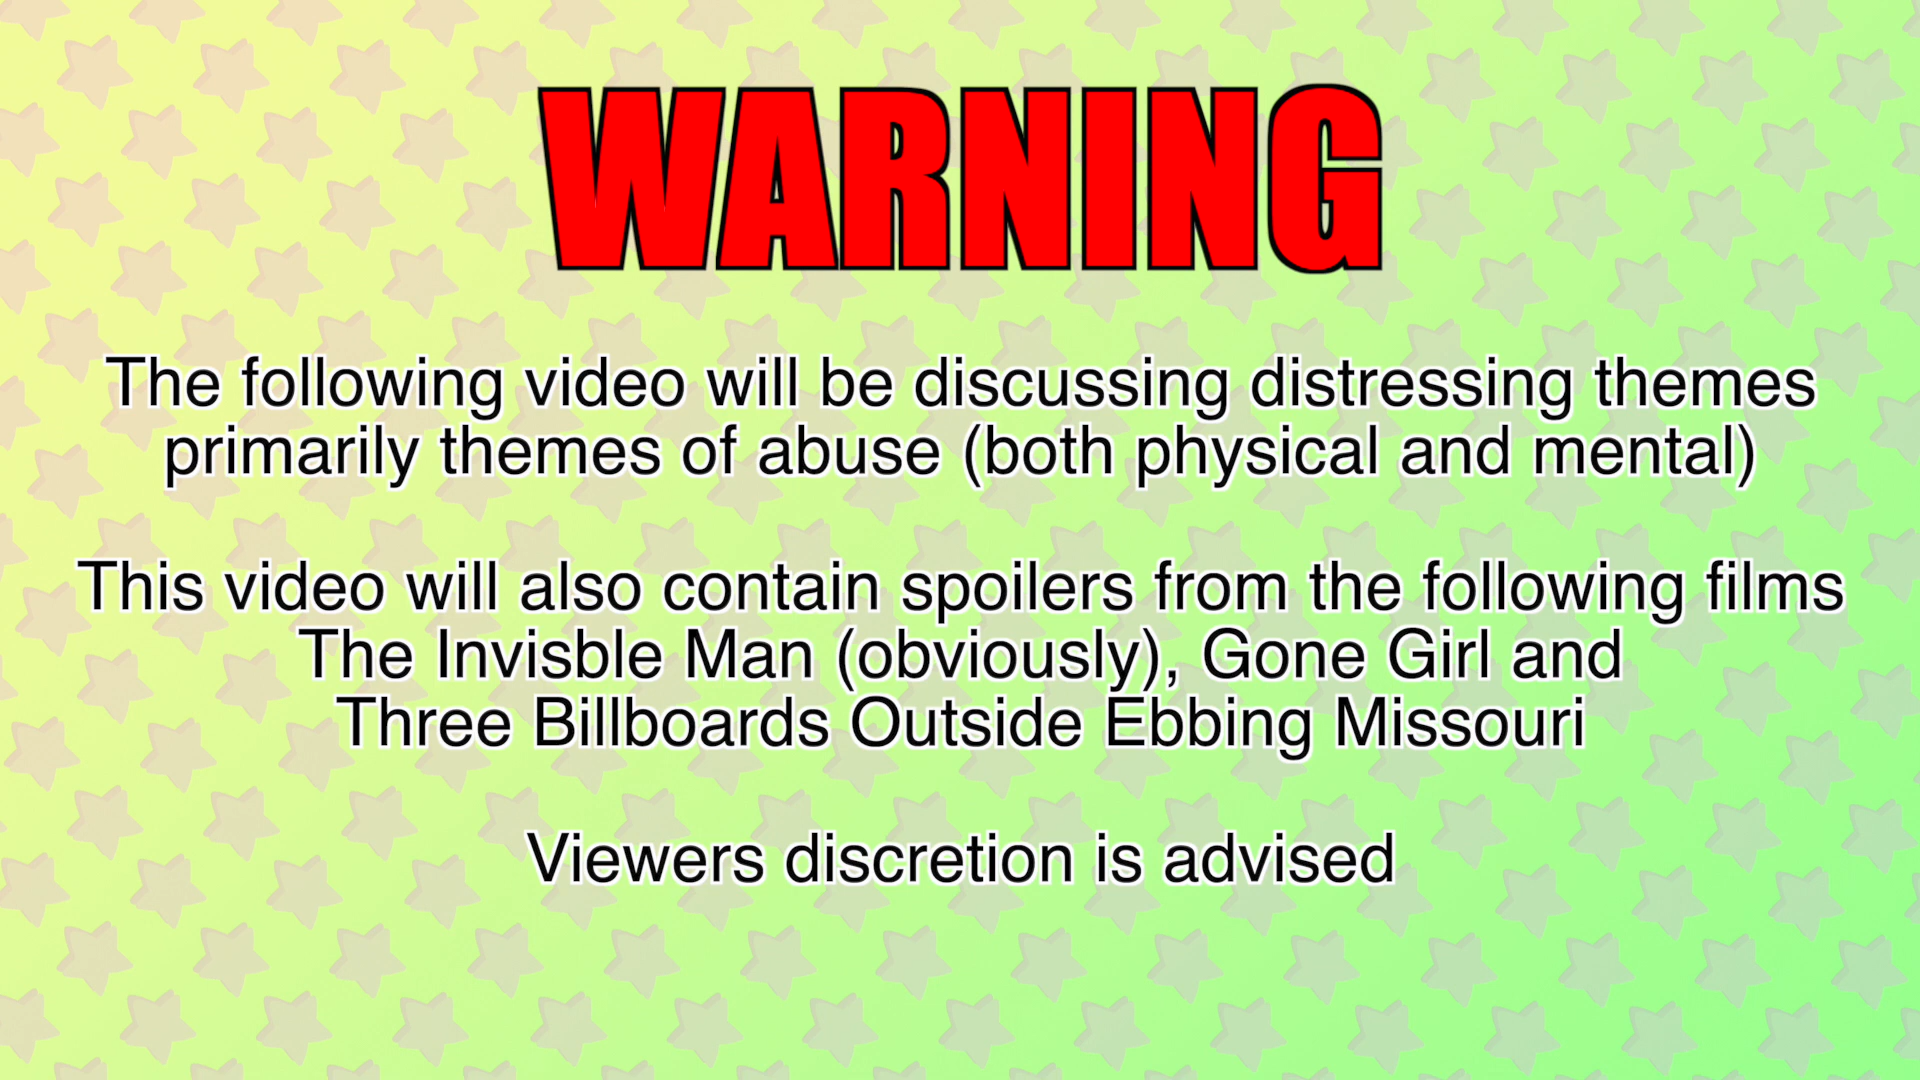 WARNING
The following video will be discussing distressing themes
primarily themes of abuse (both physical and mental)
This video will also contain spoilers from the following films
The Invisble Man (obviously), Gone Girl and
Three Billboards Outside Ebbing Missouri
Viewers discretion is advised